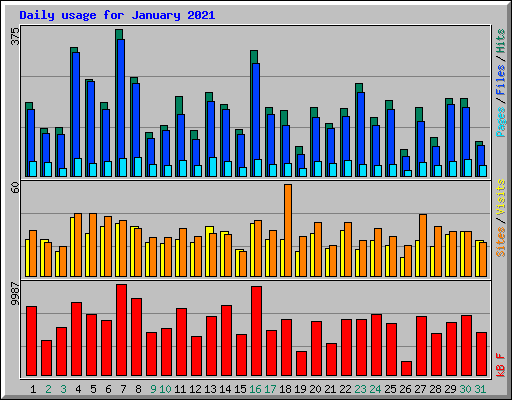 Daily usage for January 2021
375
Pages / Files / Hits
60
Sites / Visits
9987
kB F
1 2 3 4 5 6 7 8 9 10 11 12 13 14 15 16 17 18 19 20 21 22 23 24 25 26 27 28 29 30 31